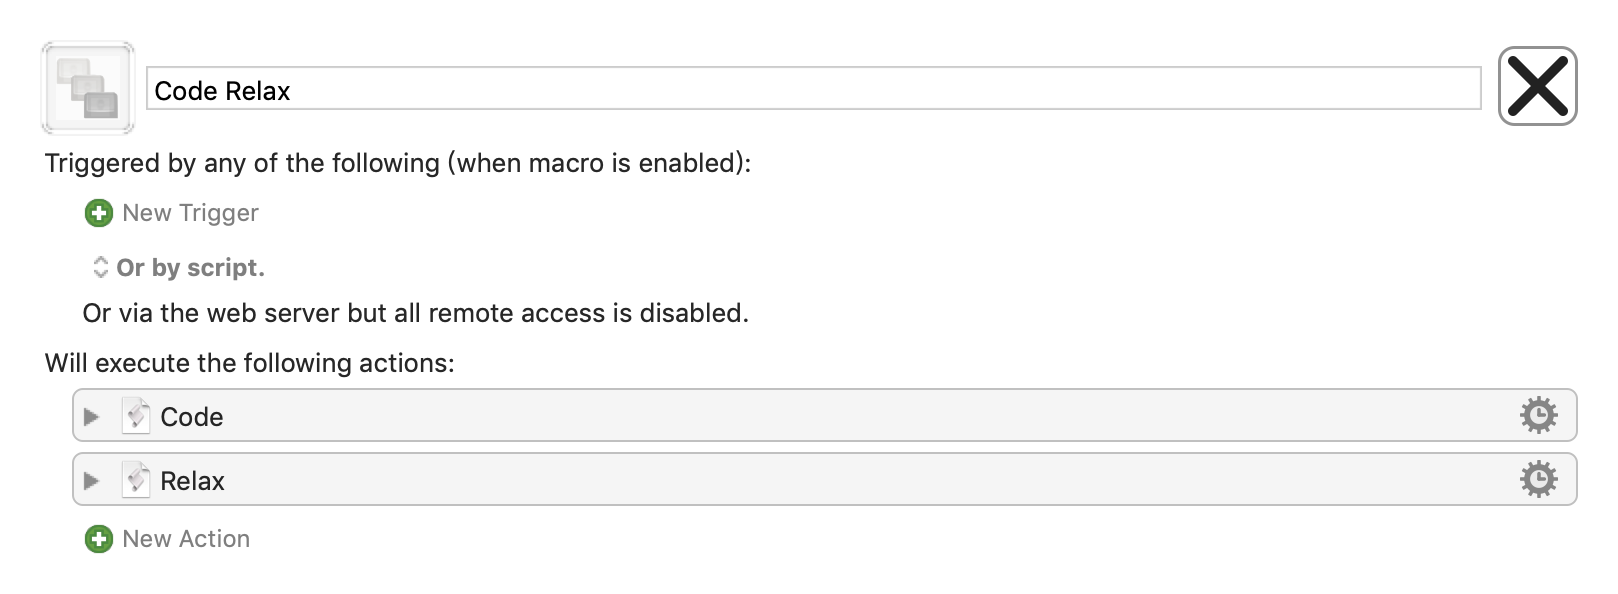 Code Relax
Triggered by any of the following (when macro is enabled):
New Trigger
Or by script.
Or via the web server but all remote access is disabled.
Will execute the following actions:
Code
Relax
New Action